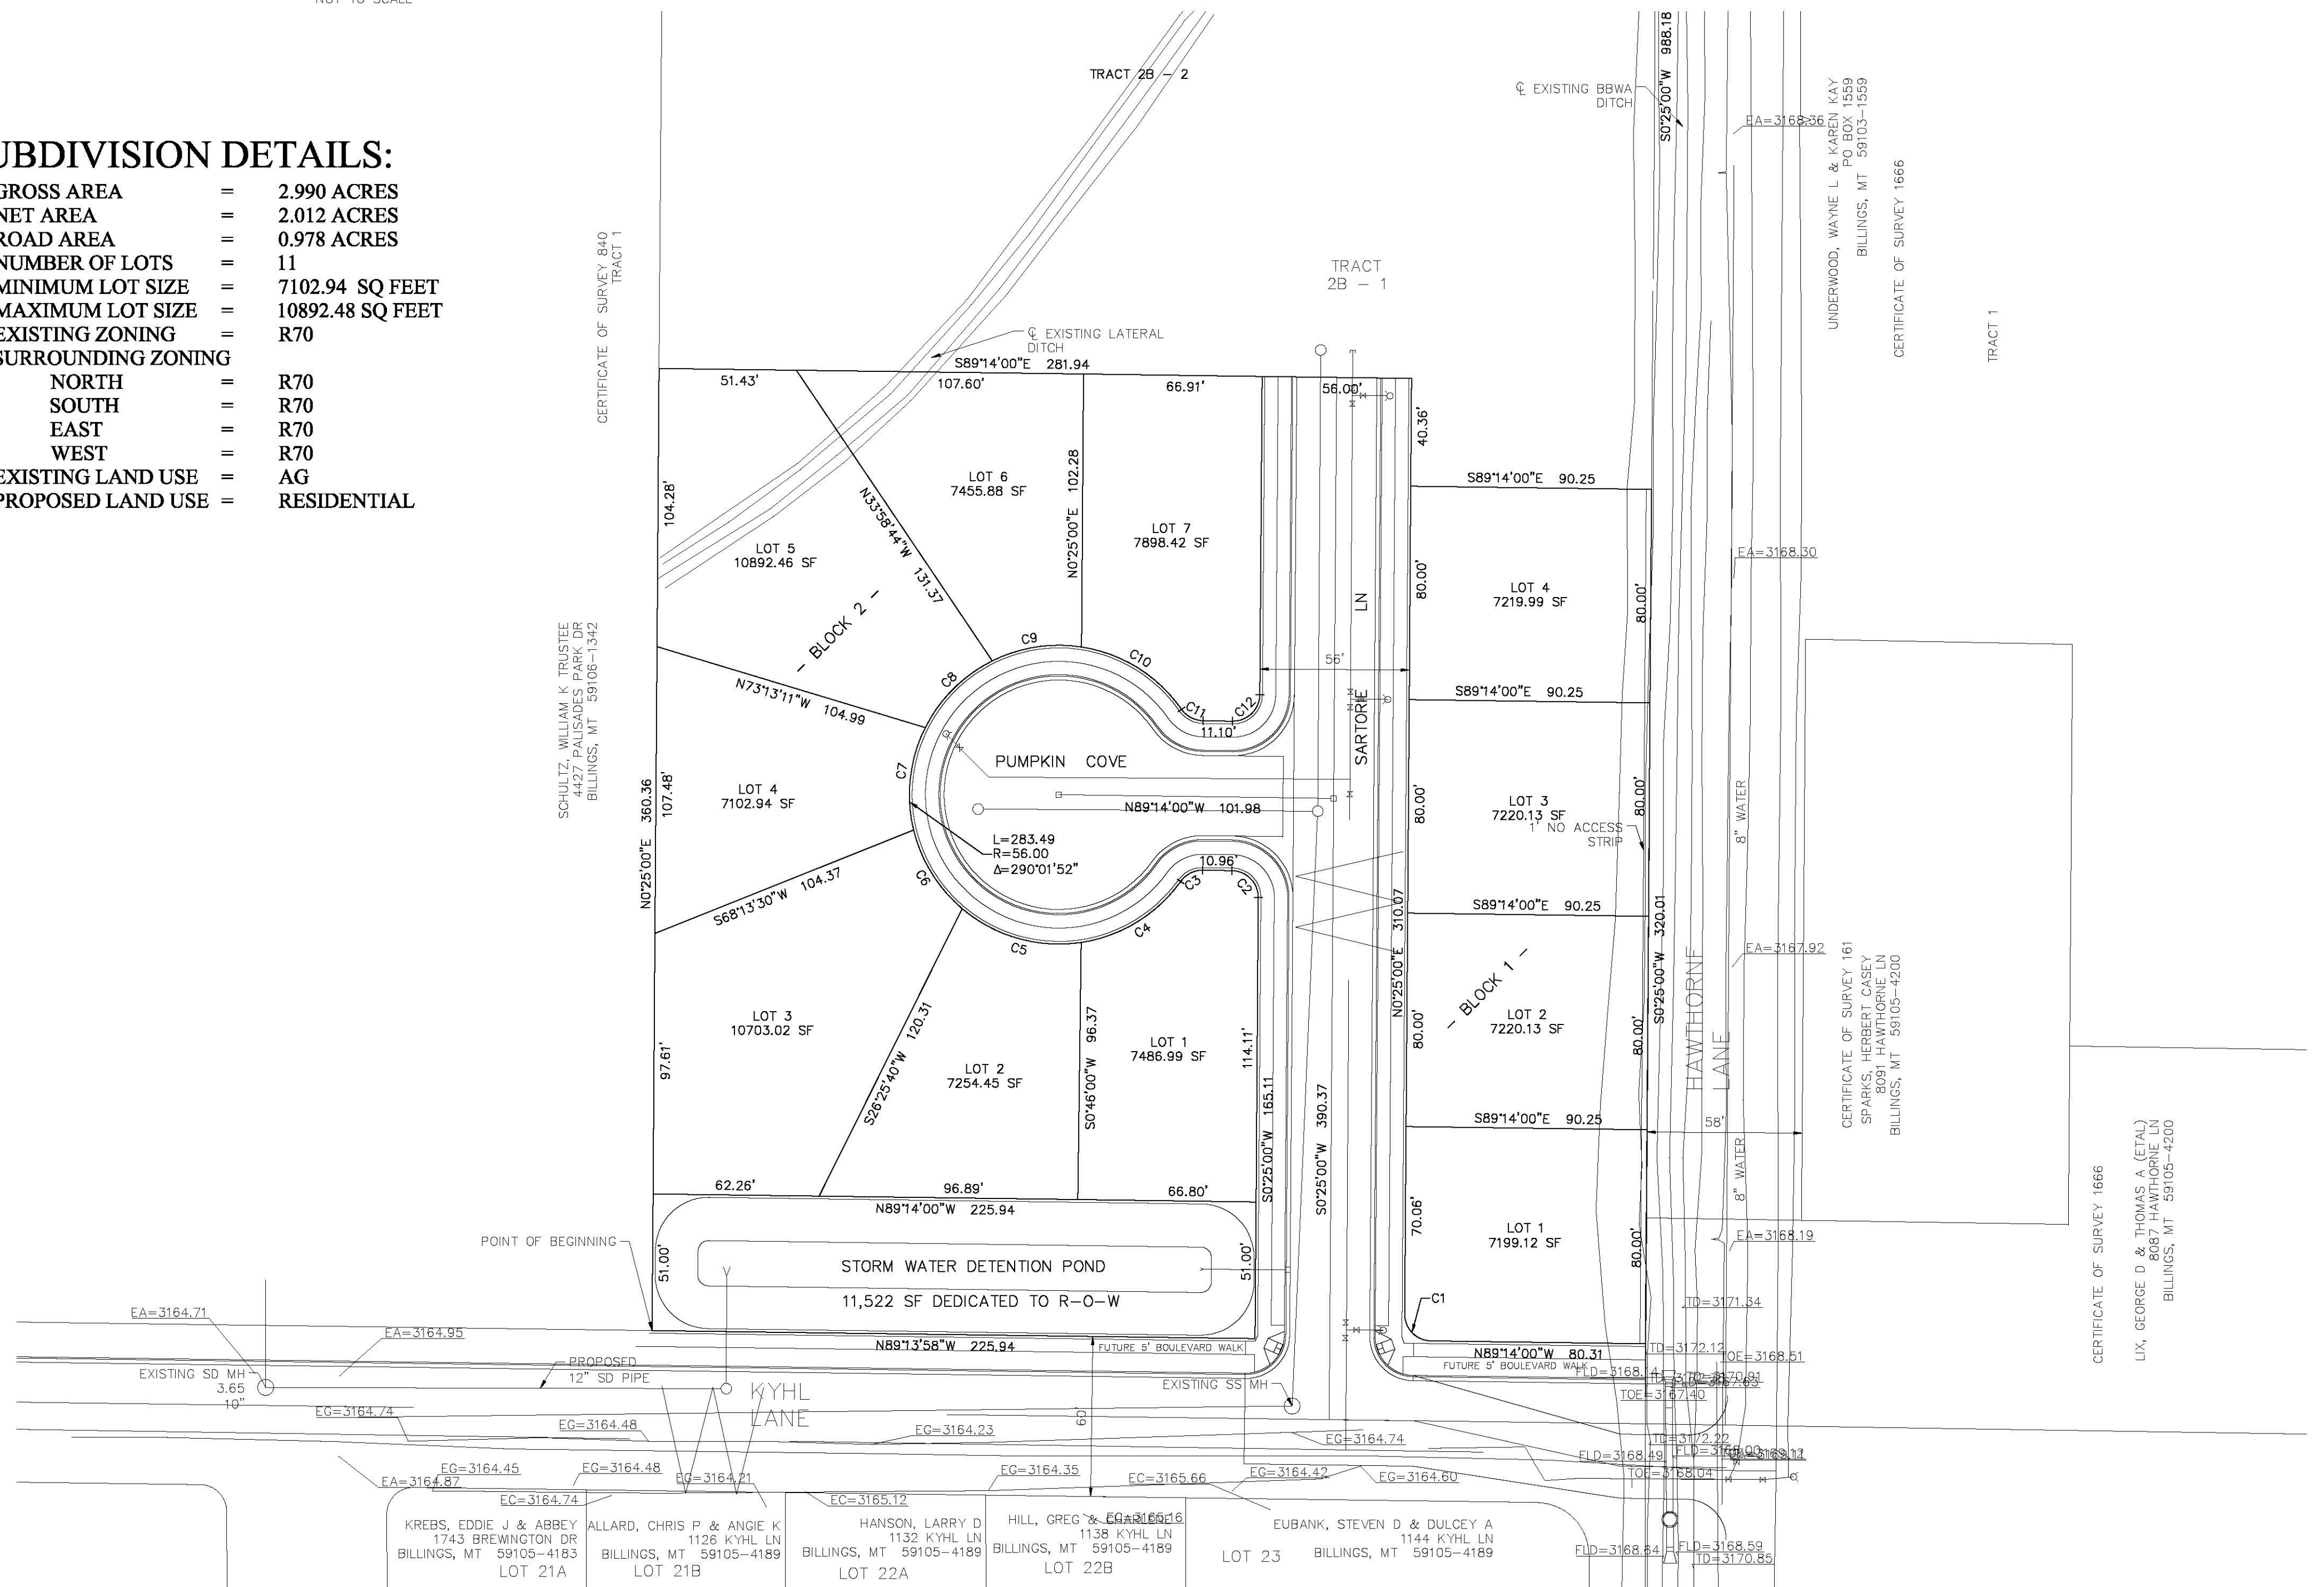 NOT TO SCALE
UBDIVISION DETAILS:
GROSS AREA = 2.990 ACRES
NET AREA = 2.012 ACRES
ROAD AREA = 0.978 ACRES
NUMBER OF LOTS = 11
MINIMUM LOT SIZE = 7102.94 SQ FEET
MAXIMUM LOT SIZE = 10892.48 SQ FEET
EXISTING ZONING = R70
SURROUNDING ZONING
NORTH = R70
SOUTH = R70
EAST = R70
WEST = R70
EXISTING LAND USE = AG
PROPOSED LAND USE = RESIDENTIAL
TRACT 2B - 2
TRACT
2B - 1
℄ EXISTING BBWA
DITCH
S0°25'00"W 988.18
EA=3168.36
UNDERWOOD, WAYNE L & KAREN KAY
PO BOX 1559
BILLINGS, MT 59103-1559
CERTIFICATE OF SURVEY 1666
TRACT 1
CERTIFICATE OF SURVEY 840
TRACT 1
℄ EXISTING LATERAL
DITCH
S89°14'00"E 281.94
51.43'
107.60'
66.91'
56.00'
40.36'
104.28'
LOT 5
10892.46 SF
N33°58'44"W 131.37
LOT 6
7455.88 SF
N0°25'00"E 102.28
LOT 7
7898.42 SF
- BLOCK 2 -
N73°13'11"W 104.99
C8
C9
C10
C11
C12
11.10'
56'
SCHULTZ, WILLIAM K TRUSTEE
4427 PALISADES PARK DR
BILLINGS, MT 59106-1342
N0°25'00"E 360.36
107.48'
LOT 4
7102.94 SF
C7
PUMPKIN COVE
N89°14'00"W 101.98
L=283.49
R=56.00
Δ=290°01'52"
10.96'
C6
C5
C4
C3
C2
SARTORIE LN
S68°13'30"W 104.37
97.61'
LOT 3
10703.02 SF
S26°25'40"W 120.31
LOT 2
7254.45 SF
S0°46'00"W 96.37
LOT 1
7486.99 SF
114.11'
S0°25'00"W 165.11
S0°25'00"W 390.37
62.26'
96.89'
66.80'
N89°14'00"W 225.94
51.00'
51.00'
STORM WATER DETENTION POND
11,522 SF DEDICATED TO R-O-W
POINT OF BEGINNING
N89°13'58"W 225.94
FUTURE 5' BOULEVARD WALK
S89°14'00"E 90.25
80.00'
LOT 4
7219.99 SF
80.00'
S89°14'00"E 90.25
80.00'
LOT 3
7220.13 SF
80.00'
1' NO ACCESS
STRIP
S89°14'00"E 90.25
N0°25'00"E 310.07
- BLOCK 1 -
80.00'
LOT 2
7220.13 SF
80.00'
S0°25'00"W 320.01
S89°14'00"E 90.25
70.06'
LOT 1
7199.12 SF
80.00'
C1
N89°14'00"W 80.31
FUTURE 5' BOULEVARD WALK
EA=3168.30
8" WATER
EA=3167.92
HAWTHORNE
LANE
58'
8" WATER
EA=3168.19
CERTIFICATE OF SURVEY 161
SPARKS, HERBERT CASEY
8091 HAWTHORNE LN
BILLINGS, MT 59105-4200
CERTIFICATE OF SURVEY 1666
LIX, GEORGE D & THOMAS A (ETAL)
8087 HAWTHORNE LN
BILLINGS, MT 59105-4200
TD=3171.34
TD=3172.12
TOE=3168.51
FLD=3168.14
TOE=3167.40
TD=3172.22
FLD=3168.49
TOE=3168.04
FLD=3168.64
FLD=3168.59
TD=3170.85
EA=3164.71
EA=3164.95
EXISTING SD MH
3.65
10"
PROPOSED
12" SD PIPE
KYHL
LANE
60'
EXISTING SS MH
EG=3164.74
EG=3164.48
EG=3164.23
EG=3164.74
EA=3164.87
EG=3164.45
EG=3164.48
EG=3164.21
EG=3164.35
EG=3164.42
EG=3164.60
EC=3164.74
EC=3165.12
EC=3165.66
KREBS, EDDIE J & ABBEY
1743 BREWINGTON DR
BILLINGS, MT 59105-4183
LOT 21A
ALLARD, CHRIS P & ANGIE K
1126 KYHL LN
BILLINGS, MT 59105-4189
LOT 21B
HANSON, LARRY D
1132 KYHL LN
BILLINGS, MT 59105-4189
LOT 22A
HILL, GREG & CHARLENE
1138 KYHL LN
BILLINGS, MT 59105-4189
LOT 22B
EUBANK, STEVEN D & DULCEY A
1144 KYHL LN
BILLINGS, MT 59105-4189
LOT 23